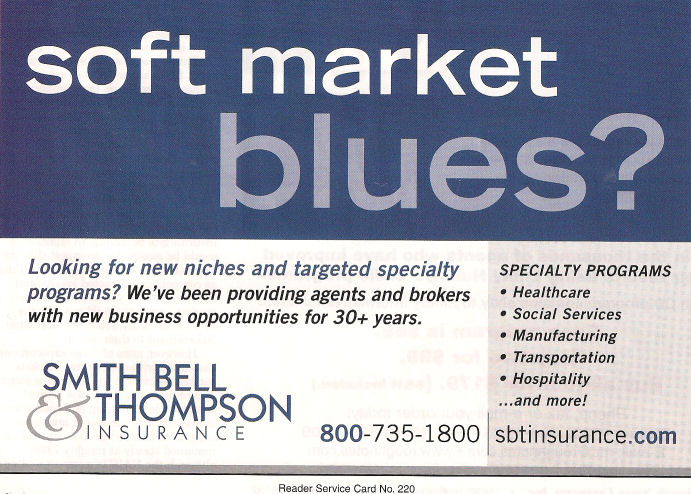 soft market
blues?
Looking for new niches and targeted specialty
programs? We've been providing agents and brokers
with new business opportunities for 30+ years.
SPECIALTY PROGRAMS
• Healthcare
• Social Services
• Manufacturing
• Transportation
• Hospitality
...and more!
SMITH BELL
& THOMPSON
INSURANCE
800-735-1800
sbtinsurance.com
Reader Service Card No. 220